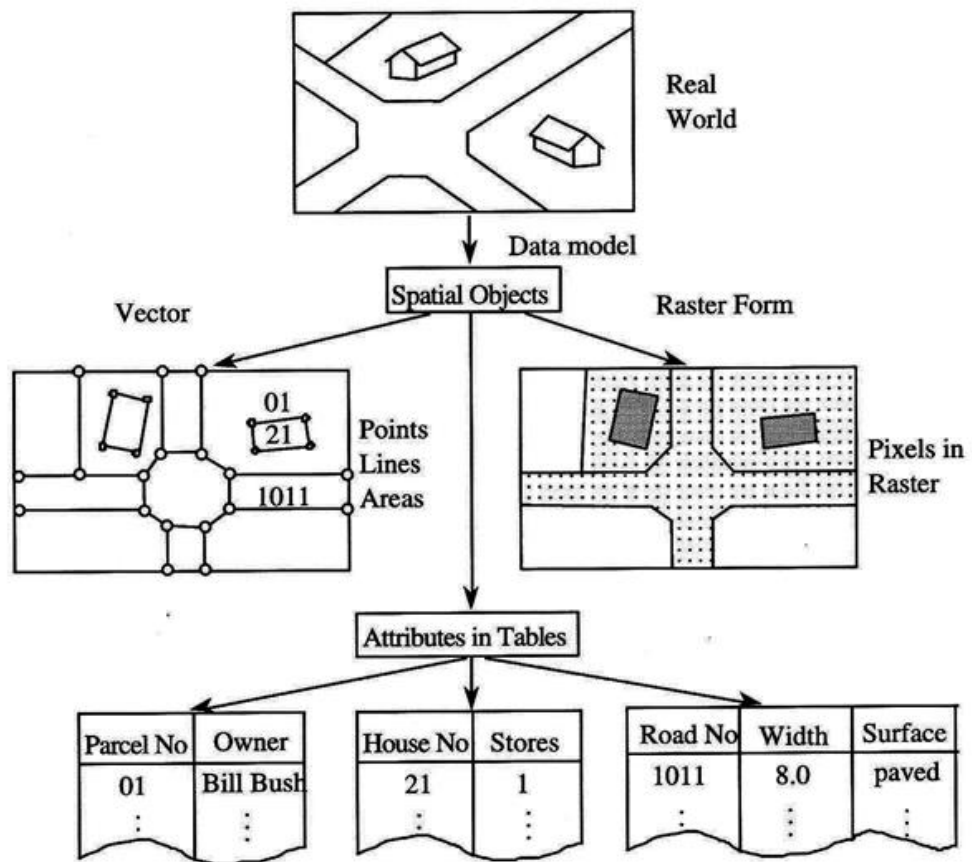 Real
World
Data model
Spatial Objects
Vector
Raster Form
01
21
1011
Points
Lines
Areas
Pixels in
Raster
Attributes in Tables
Parcel No Owner
01 Bill Bush
House No Stores
21 1
Road No Width Surface
1011 8.0 paved